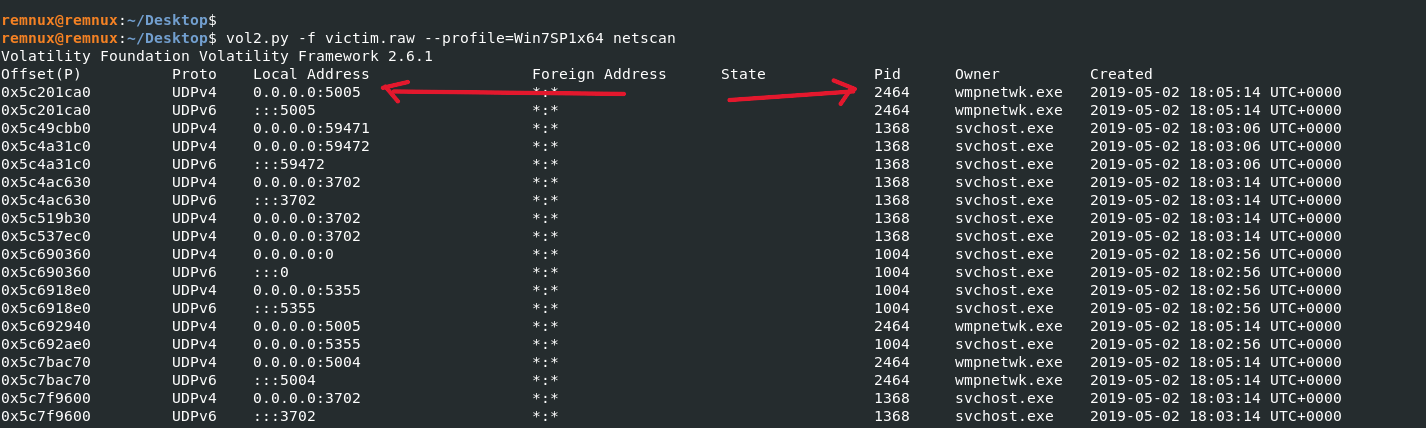 remnux@remnux:~/Desktop$
remnux@remnux:~/Desktop$ vol2.py -f victim.raw --profile=Win7SP1x64 netscan
Volatility Foundation Volatility Framework 2.6.1
Offset(P) Proto Local Address Foreign Address State Pid Owner Created
0x5c201ca0 UDPv4 0.0.0.0:5005 *:* 2464 wmpnetwk.exe 2019-05-02 18:05:14 UTC+0000
0x5c201ca0 UDPv6 :::5005 *:* 2464 wmpnetwk.exe 2019-05-02 18:05:14 UTC+0000
0x5c49cbb0 UDPv4 0.0.0.0:59471 *:* 1368 svchost.exe 2019-05-02 18:03:06 UTC+0000
0x5c4a31c0 UDPv4 0.0.0.0:59472 *:* 1368 svchost.exe 2019-05-02 18:03:06 UTC+0000
0x5c4a31c0 UDPv6 :::59472 *:* 1368 svchost.exe 2019-05-02 18:03:06 UTC+0000
0x5c4ac630 UDPv4 0.0.0.0:3702 *:* 1368 svchost.exe 2019-05-02 18:03:14 UTC+0000
0x5c4ac630 UDPv6 :::3702 *:* 1368 svchost.exe 2019-05-02 18:03:14 UTC+0000
0x5c519b30 UDPv4 0.0.0.0:3702 *:* 1368 svchost.exe 2019-05-02 18:03:14 UTC+0000
0x5c537ec0 UDPv4 0.0.0.0:3702 *:* 1368 svchost.exe 2019-05-02 18:03:14 UTC+0000
0x5c690360 UDPv4 0.0.0.0:0 *:* 1004 svchost.exe 2019-05-02 18:02:56 UTC+0000
0x5c690360 UDPv6 :::0 *:* 1004 svchost.exe 2019-05-02 18:02:56 UTC+0000
0x5c6918e0 UDPv4 0.0.0.0:5355 *:* 1004 svchost.exe 2019-05-02 18:02:56 UTC+0000
0x5c6918e0 UDPv6 :::5355 *:* 1004 svchost.exe 2019-05-02 18:02:56 UTC+0000
0x5c692940 UDPv4 0.0.0.0:5005 *:* 2464 wmpnetwk.exe 2019-05-02 18:05:14 UTC+0000
0x5c692ae0 UDPv4 0.0.0.0:5355 *:* 1004 svchost.exe 2019-05-02 18:02:56 UTC+0000
0x5c7bac70 UDPv4 0.0.0.0:5004 *:* 2464 wmpnetwk.exe 2019-05-02 18:05:14 UTC+0000
0x5c7bac70 UDPv6 :::5004 *:* 2464 wmpnetwk.exe 2019-05-02 18:05:14 UTC+0000
0x5c7f9600 UDPv4 0.0.0.0:3702 *:* 1368 svchost.exe 2019-05-02 18:03:14 UTC+0000
0x5c7f9600 UDPv6 :::3702 *:* 1368 svchost.exe 2019-05-02 18:03:14 UTC+0000